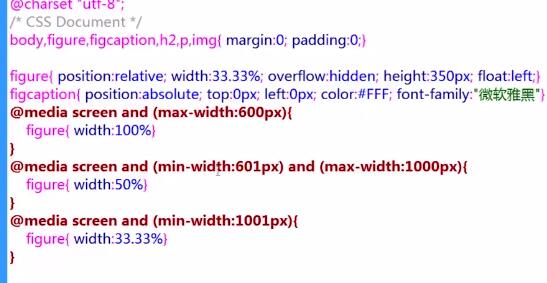 @charset "utf-8";
/* CSS Document */
body,figure,figcaption,h2,p,img{ margin:0; padding:0;}
figure{ position:relative; width:33.33%; overflow:hidden; height:350px; float:left;}
figcaption{ position:absolute; top:0px; left:0px; color:#FFF; font-family:"微软雅黑"}
@media screen and (max-width:600px){
figure{ width:100%}
}
@media screen and (min-width:601px) and (max-width:1000px){
figure{ width:50%}
}
@media screen and (min-width:1001px){
figure{ width:33.33%}
}